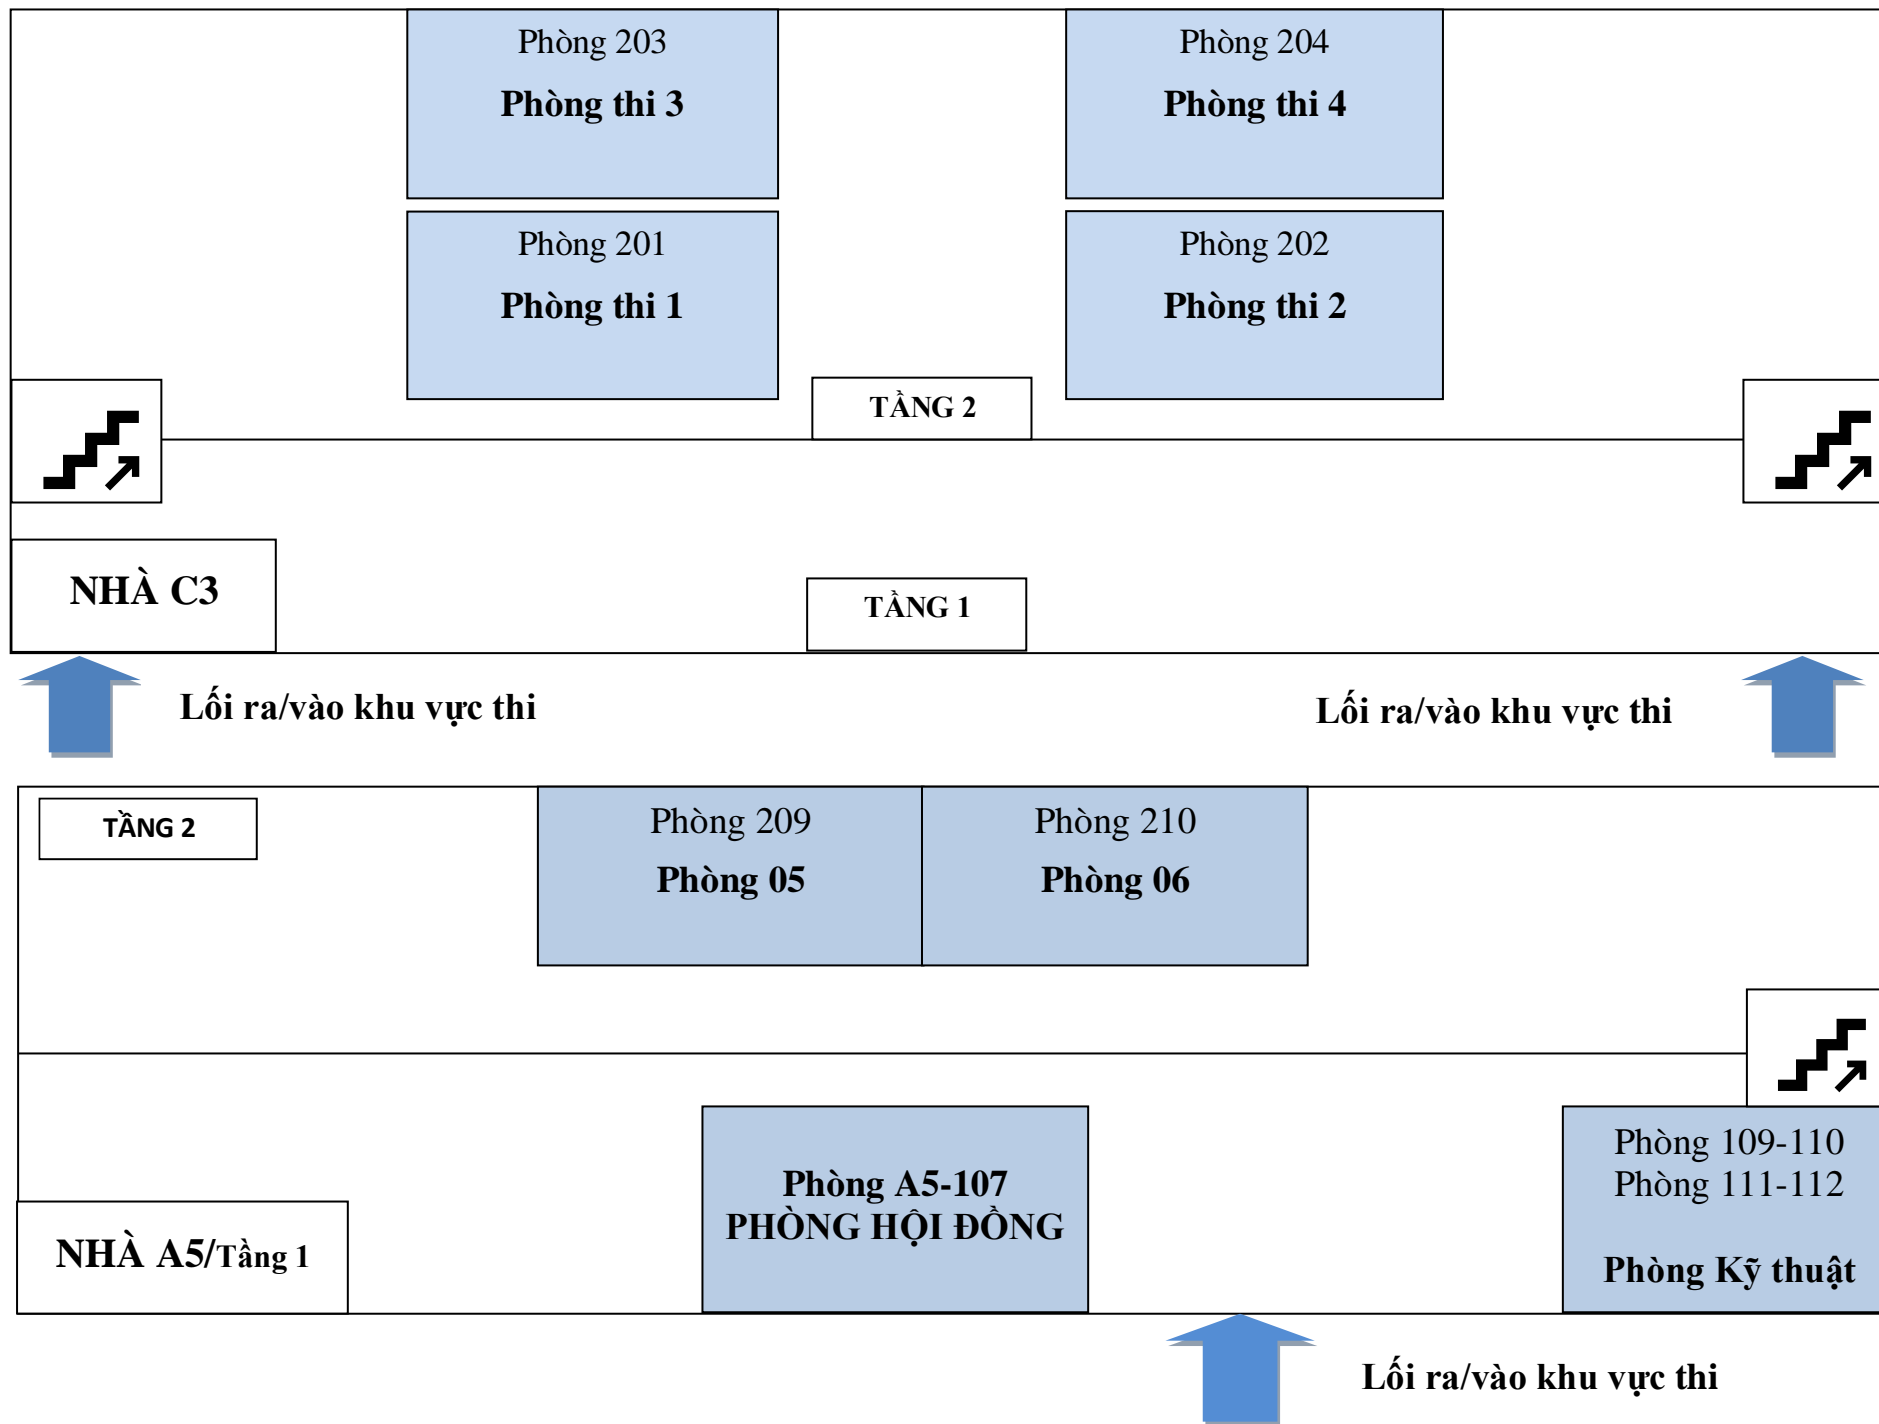 Phòng 203
Phòng thi 3
Phòng 204
Phòng thi 4
Phòng 201
Phòng thi 1
Phòng 202
Phòng thi 2
TẦNG 2
NHÀ C3
TẦNG 1
Lối ra/vào khu vực thi
Lối ra/vào khu vực thi
TẦNG 2
Phòng 209
Phòng 05
Phòng 210
Phòng 06
NHÀ A5/Tầng 1
Phòng A5-107
PHÒNG HỘI ĐỒNG
Phòng 109-110
Phòng 111-112
Phòng Kỹ thuật
Lối ra/vào khu vực thi